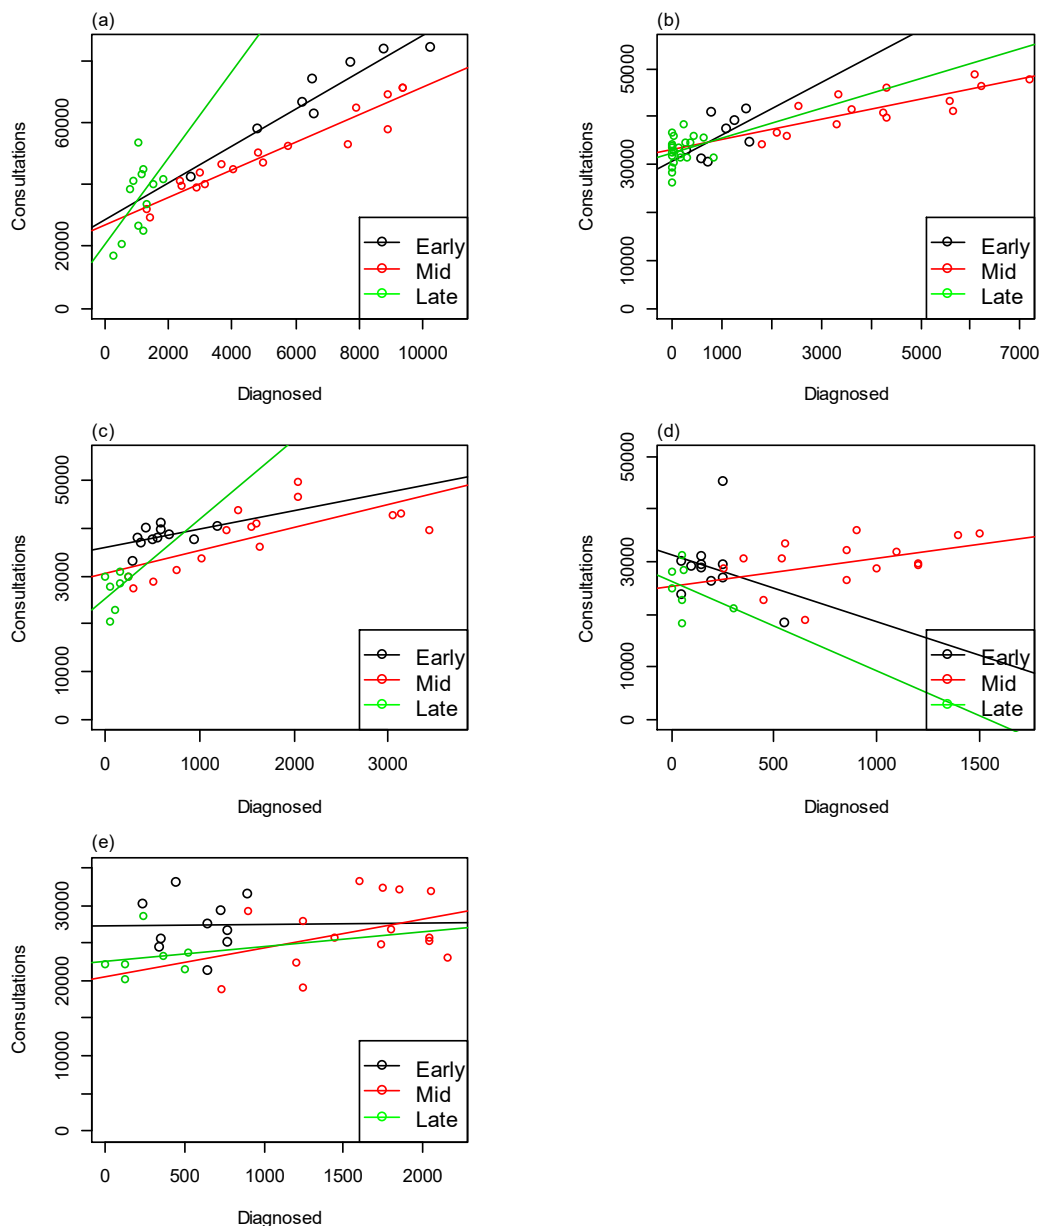 (a)
Consultations
0 20000 40000 60000
Early
Mid
Late
0 2000 4000 6000 8000 10000
Diagnosed
(b)
Consultations
0 10000 30000 50000
Early
Mid
Late
0 1000 3000 5000 7000
Diagnosed
(c)
Consultations
0 10000 30000 50000
Early
Mid
Late
0 1000 2000 3000
Diagnosed
(d)
Consultations
0 10000 30000 50000
Early
Mid
Late
0 500 1000 1500
Diagnosed
(e)
Consultations
0 10000 20000 30000
Early
Mid
Late
0 500 1000 1500 2000
Diagnosed